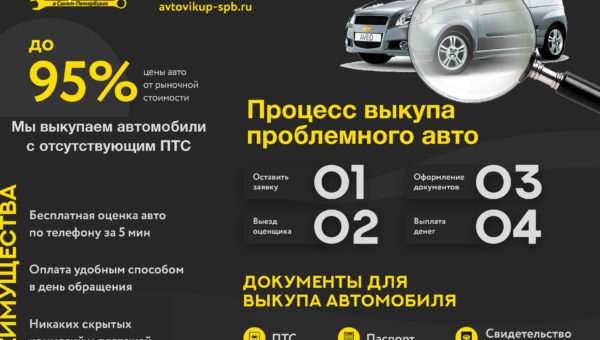 в Санкт-Петербурге
avtovikup-spb.ru
AVEO
до
95%
цены авто
от рыночной
стоимости
Мы выкупаем автомобили
с отсутствующим ПТС
Процесс выкупа
проблемного авто
Оставить
заявку
01
Выезд
оценщика
02
Оформление
документов
03
Выплата
денег
04
ИМУЩЕСТВА
Бесплатная оценка авто
по телефону за 5 мин
Оплата удобным способом
в день обращения
Никаких скрытых
ДОКУМЕНТЫ ДЛЯ
ВЫКУПА АВТОМОБИЛЯ
ПТС
Паспорт
Свидетельство